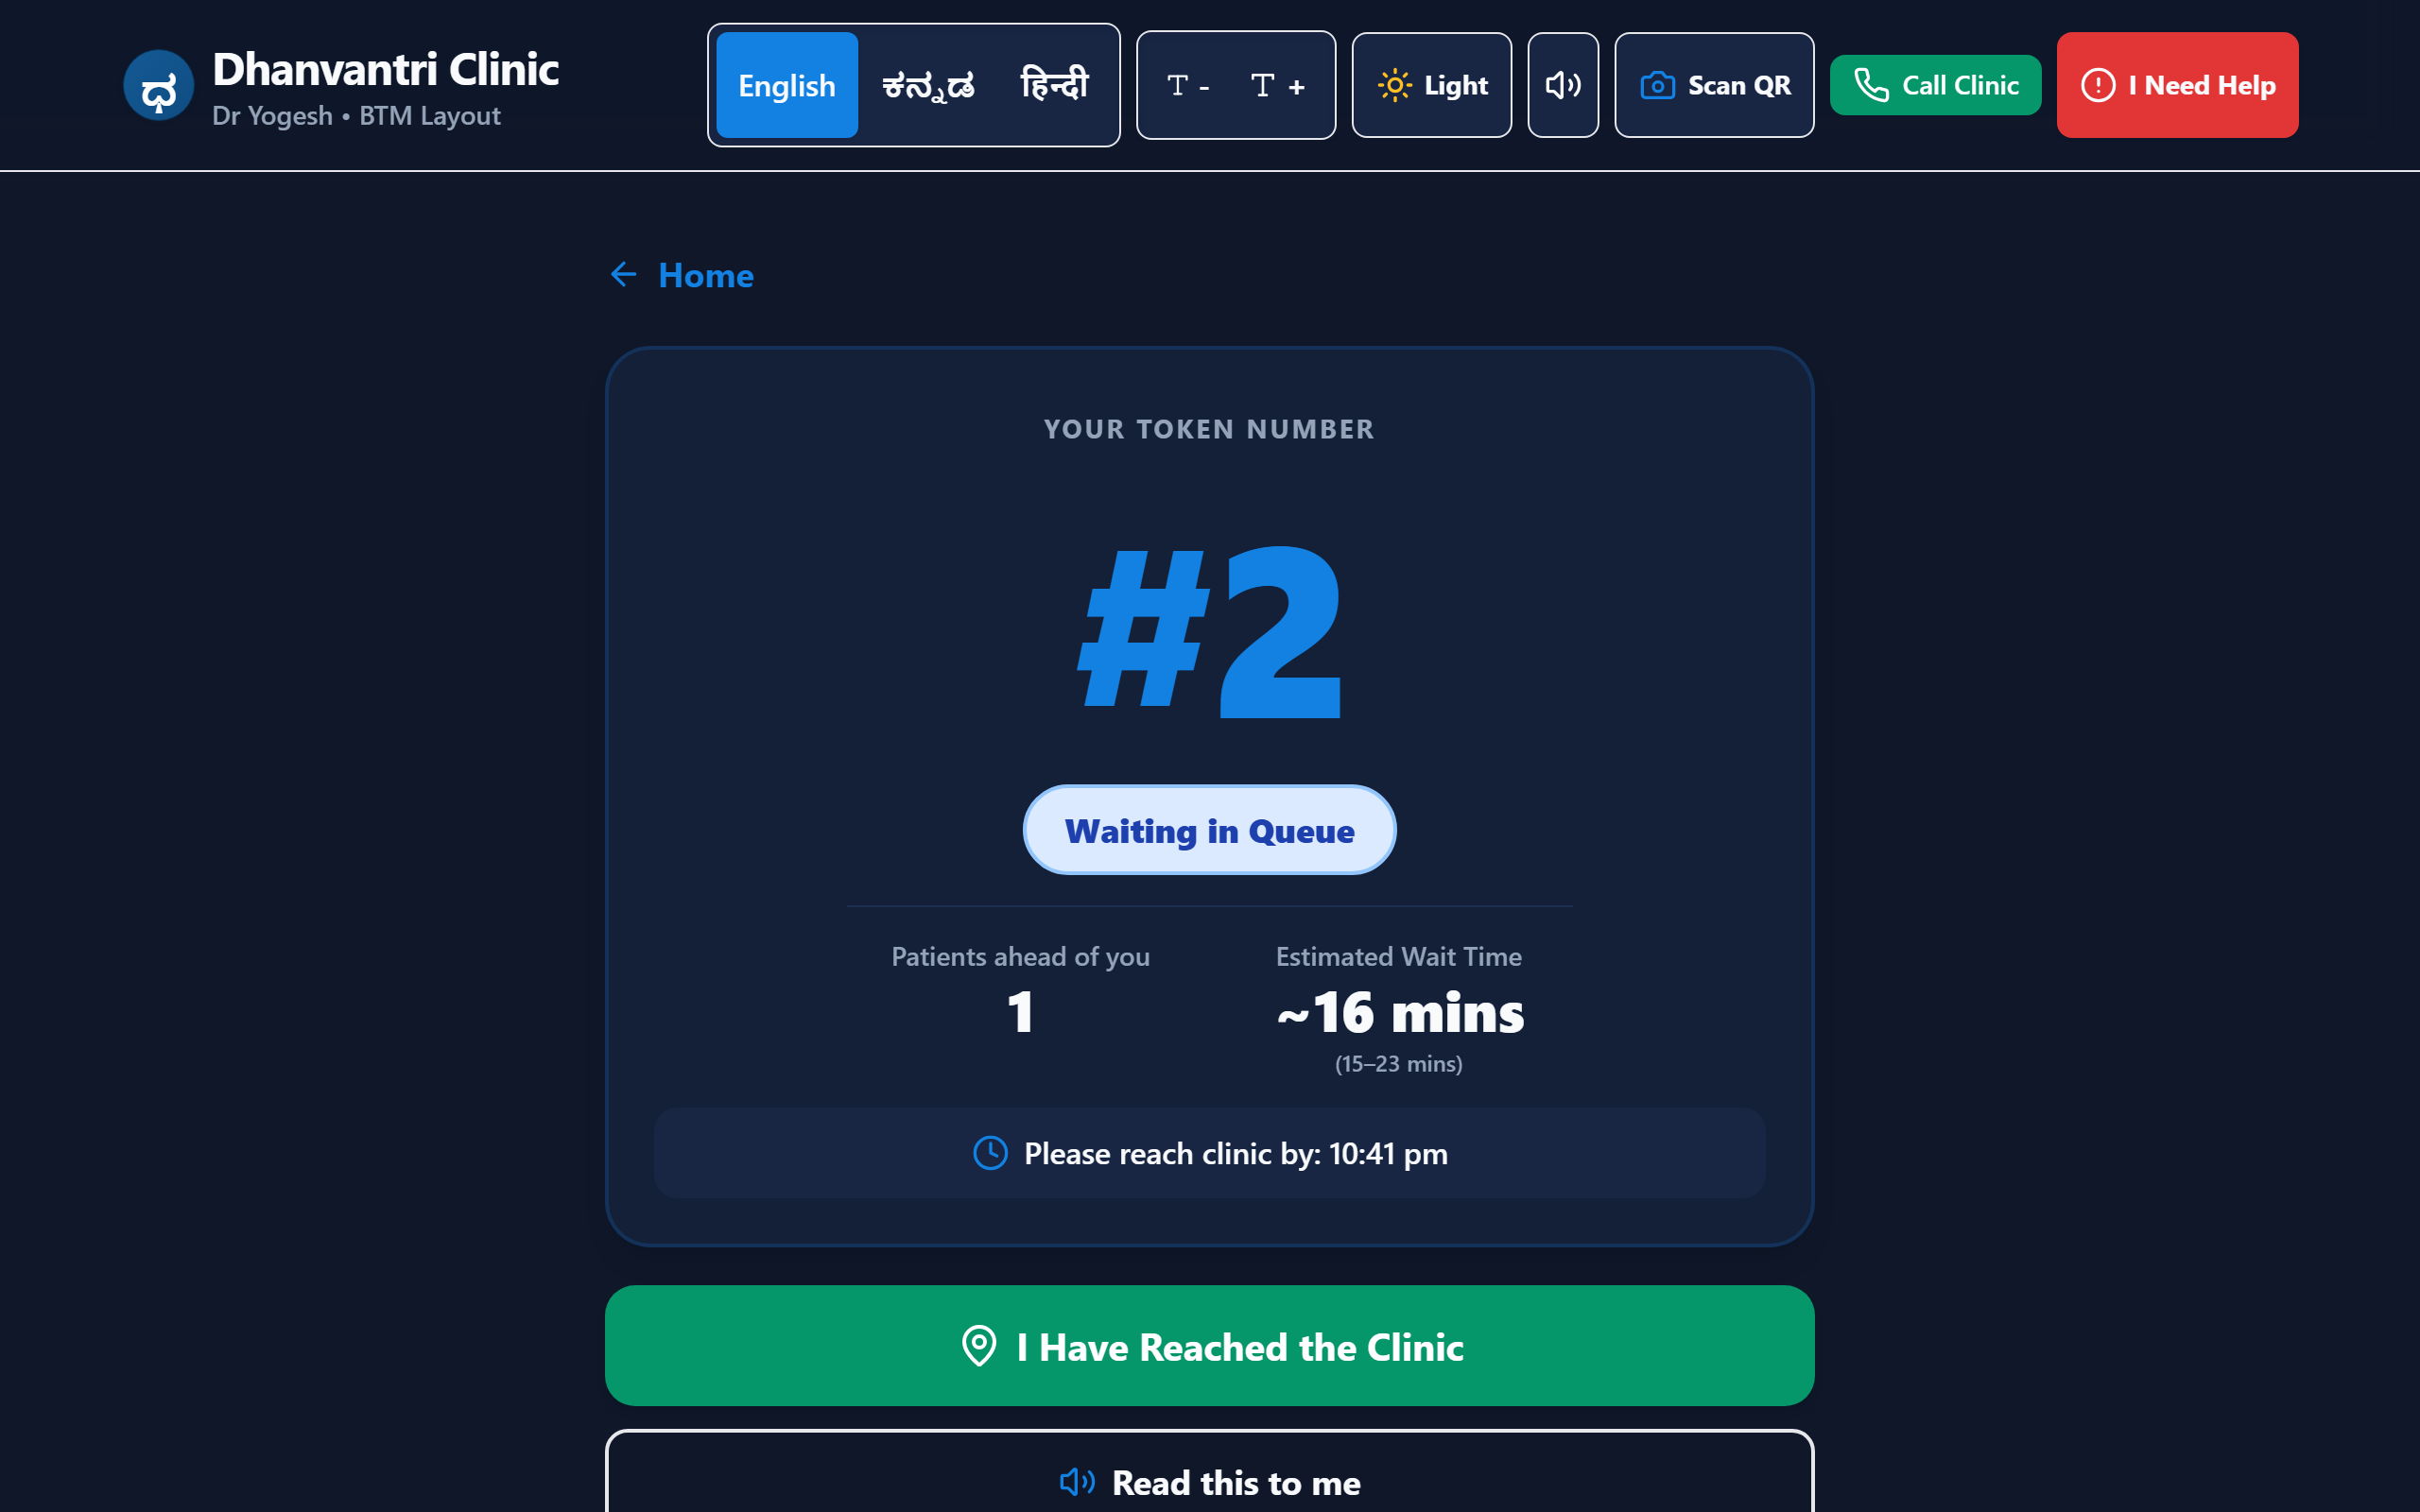 ಧ
Dhanvantri Clinic
Dr Yogesh • BTM Layout
English ಕನ್ನಡ हिन्दी
T - T +
Light
Scan QR
Call Clinic
I Need Help
Home
YOUR TOKEN NUMBER
#2
Waiting in Queue
Patients ahead of you
1
Estimated Wait Time
~16 mins
(15–23 mins)
Please reach clinic by: 10:41 pm
I Have Reached the Clinic
Read this to me